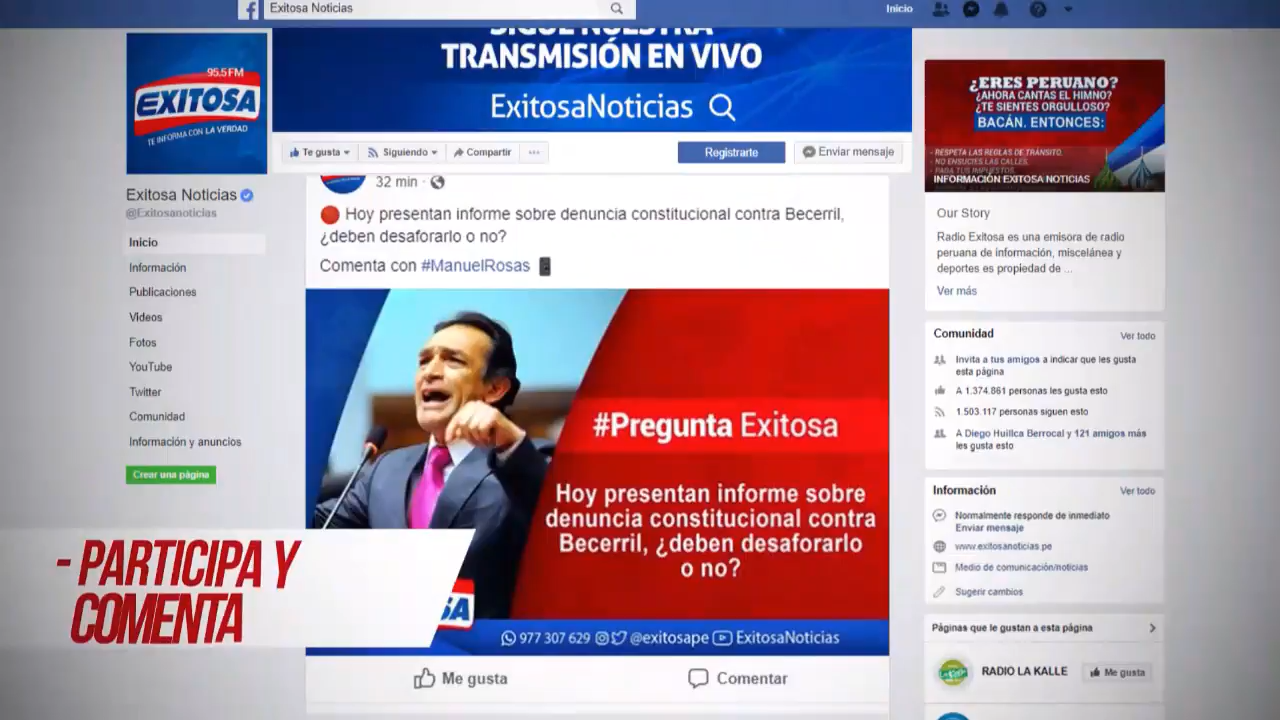 Exitosa Noticias
Inicio
95.5 FM
EXITOSA
TE INFORMA CON LA VERDAD
SIGUE NUESTRA
TRANSMISIÓN EN VIVO
ExitosaNoticias
Te gusta
Siguiendo
Compartir
Registrarte
Enviar mensaje
Exitosa Noticias
@Exitosanoticias
Inicio
Información
Publicaciones
Videos
Fotos
YouTube
Twitter
Comunidad
Información y anuncios
Crear una página
32 min
Hoy presentan informe sobre denuncia constitucional contra Becerril,
¿deben desaforarlo o no?
Comenta con #ManuelRosas
#Pregunta Exitosa
Hoy presentan informe sobre
denuncia constitucional contra
Becerril, ¿deben desaforarlo
o no?
SA
977 307 629 @exitosape ExitosaNoticias
Me gusta
Comentar
- PARTICIPA Y
COMENTA
¿ERES PERUANO?
¿AHORA CANTAS EL HIMNO?
¿TE SIENTES ORGULLOSO?
BACÁN. ENTONCES:
- RESPETA LAS REGLAS DE TRÁNSITO.
- NO ENSUCIES LAS CALLES.
- PAGA TUS IMPUESTOS.
INFORMACIÓN EXITOSA NOTICIAS
Our Story
Radio Exitosa es una emisora de radio
peruana de información, miscelánea y
deportes es propiedad de ...
Ver más
Comunidad
Ver todo
Invita a tus amigos a indicar que les gusta
esta página
A 1.374.861 personas les gusta esto
1.503.117 personas siguen esto
A Diego Huillca Berrocal y 121 amigos más
les gusta esto
Información
Ver todo
Normalmente responde de inmediato
Enviar mensaje
www.exitosanoticias.pe
Medio de comunicación/noticias
Sugerir cambios
Páginas que le gustan a esta página
RADIO LA KALLE
Me gusta